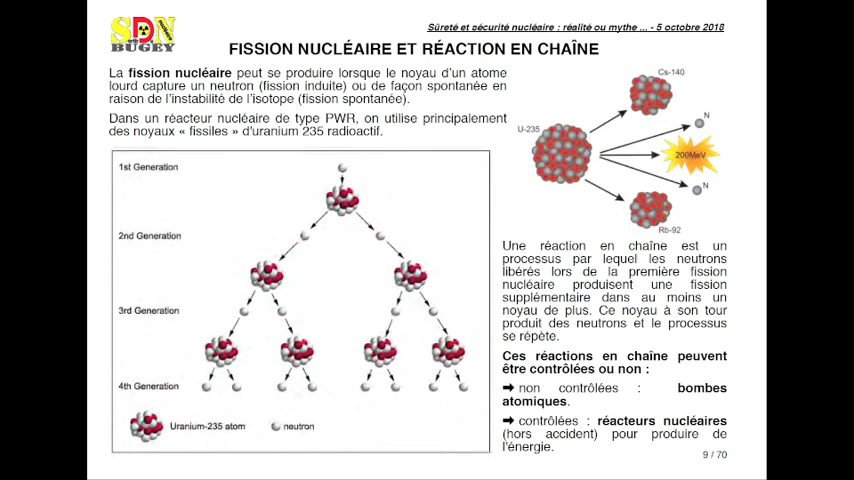 SDN
BUGEY
Sûreté et sécurité nucléaire : réalité ou mythe ... - 5 octobre 2018
FISSION NUCLÉAIRE ET RÉACTION EN CHAÎNE
La fission nucléaire peut se produire lorsque le noyau d'un atome
lourd capture un neutron (fission induite) ou de façon spontanée en
raison de l'instabilité de l'isotope (fission spontanée).
Dans un réacteur nucléaire de type PWR, on utilise principalement
des noyaux « fissiles » d'uranium 235 radioactif.
1st Generation
2nd Generation
3rd Generation
4th Generation
Uranium-235 atom
neutron
Cs-140
N
U-235
200MeV
N
Rb-92
Une réaction en chaîne est un
processus par lequel les neutrons
libérés lors de la première fission
nucléaire produisent une fission
supplémentaire dans au moins un
noyau de plus. Ce noyau à son tour
produit des neutrons et le processus
se répète.
Ces réactions en chaîne peuvent
être contrôlées ou non :
➡ non contrôlées : bombes
atomiques.
➡ contrôlées : réacteurs nucléaires
(hors accident) pour produire de
l'énergie.
9 / 70